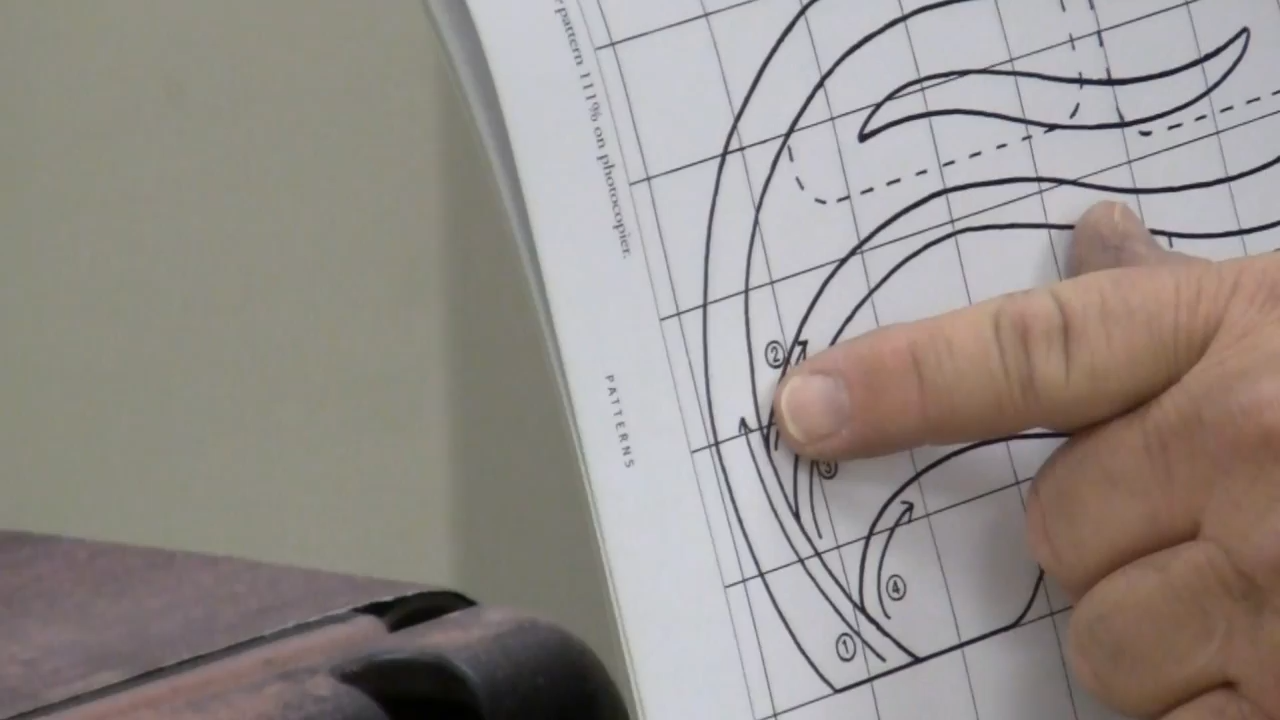 pattern 111% on photocopier.
PATTERNS
②
③
④
①